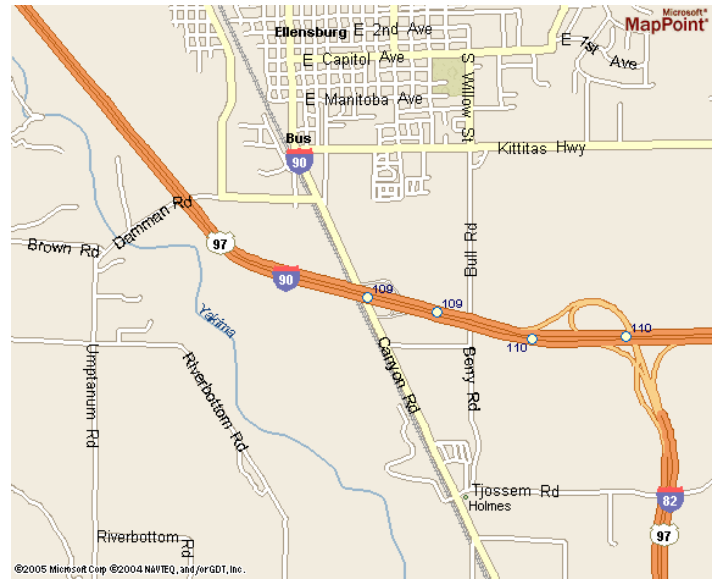 Microsoft®
MapPoint®
Ellensburg
E 2nd Ave
E 1st Ave
E Capitol Ave
S Willow St
E Manitoba Ave
Bus
90
Kittitas Hwy
Damman Rd
Brown Rd
97
Bull Rd
90
109
109
110
110
Yakima
Umptanum Rd
Riverbottom Rd
Canyon Rd
Berry Rd
Tjossem Rd
Holmes
82
97
Riverbottom Rd
©2005 Microsoft Corp ©2004 NAVTEQ, and/or GDT, Inc.